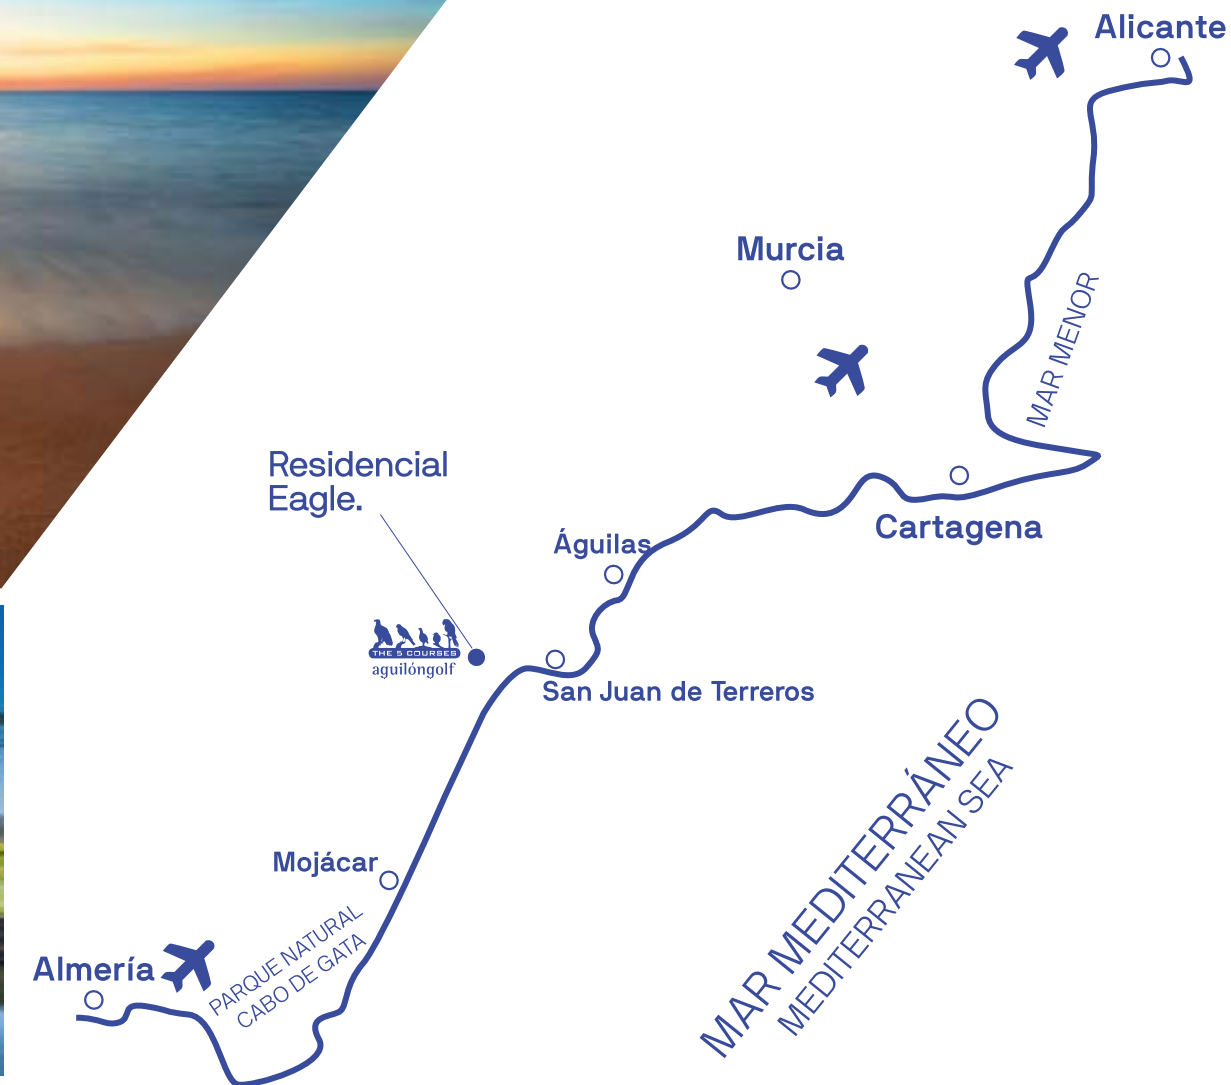 Alicante
Murcia
MAR MENOR
Residencial
Eagle.
Cartagena
Águilas
THE 5 COURSES
aguilóngolf
San Juan de Terreros
MAR MEDITERRÁNEO
MEDITERRANEAN SEA
Mojácar
PARQUE NATURAL
CABO DE GATA
Almería